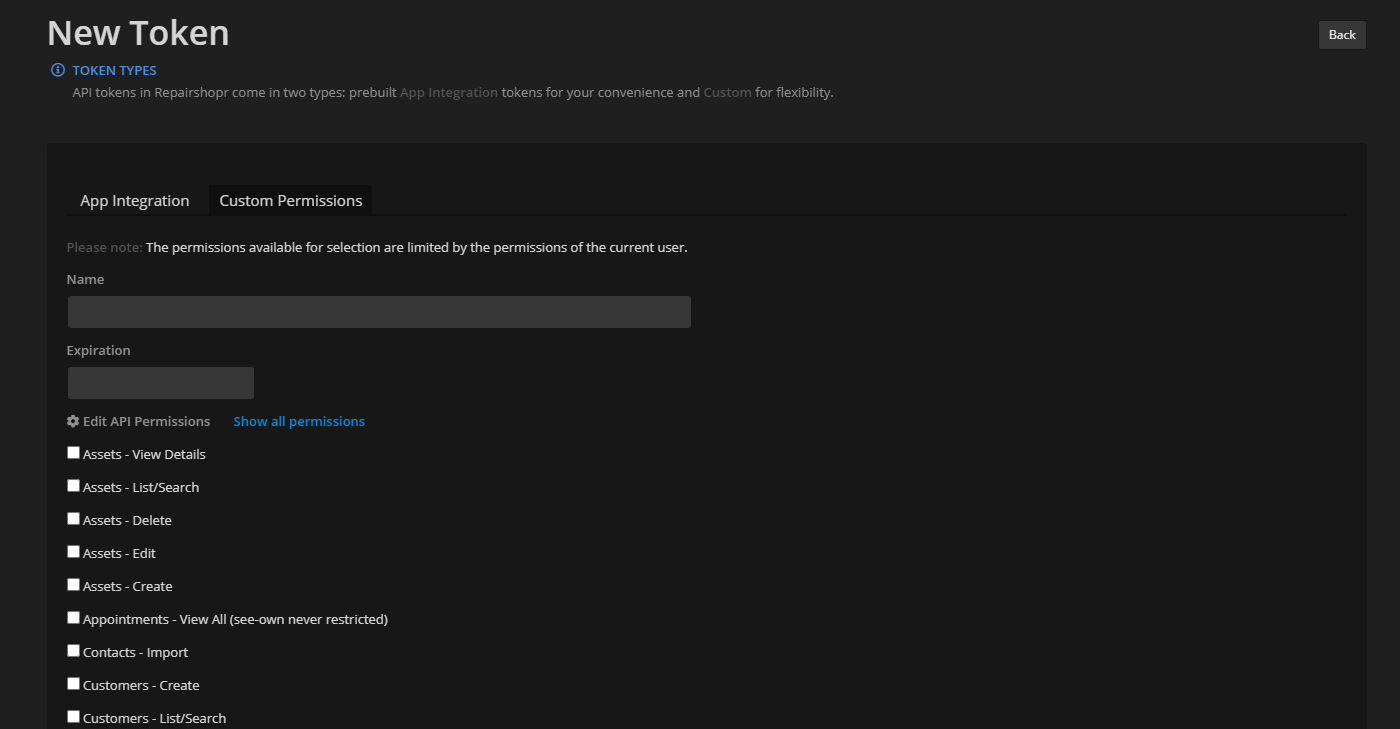 New Token
Back
TOKEN TYPES
API tokens in Repairshopr come in two types: prebuilt App Integration tokens for your convenience and Custom for flexibility.
App Integration
Custom Permissions
Please note: The permissions available for selection are limited by the permissions of the current user.
Name
Expiration
Edit API Permissions
Show all permissions
Assets - View Details
Assets - List/Search
Assets - Delete
Assets - Edit
Assets - Create
Appointments - View All (see-own never restricted)
Contacts - Import
Customers - Create
Customers - List/Search